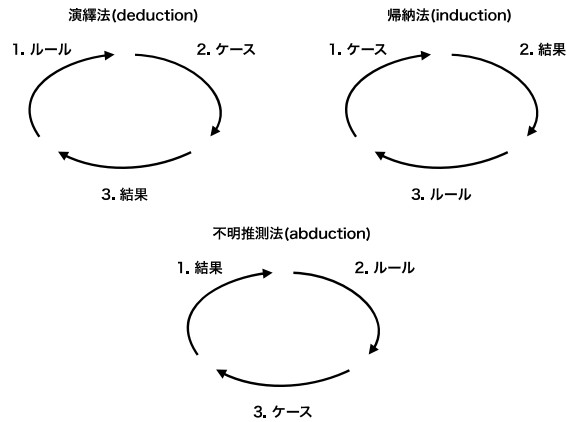 演繹法(deduction)
1. ルール
2. ケース
3. 結果
帰納法(induction)
1. ケース
2. 結果
3. ルール
不明推測法(abduction)
1. 結果
2. ルール
3. ケース